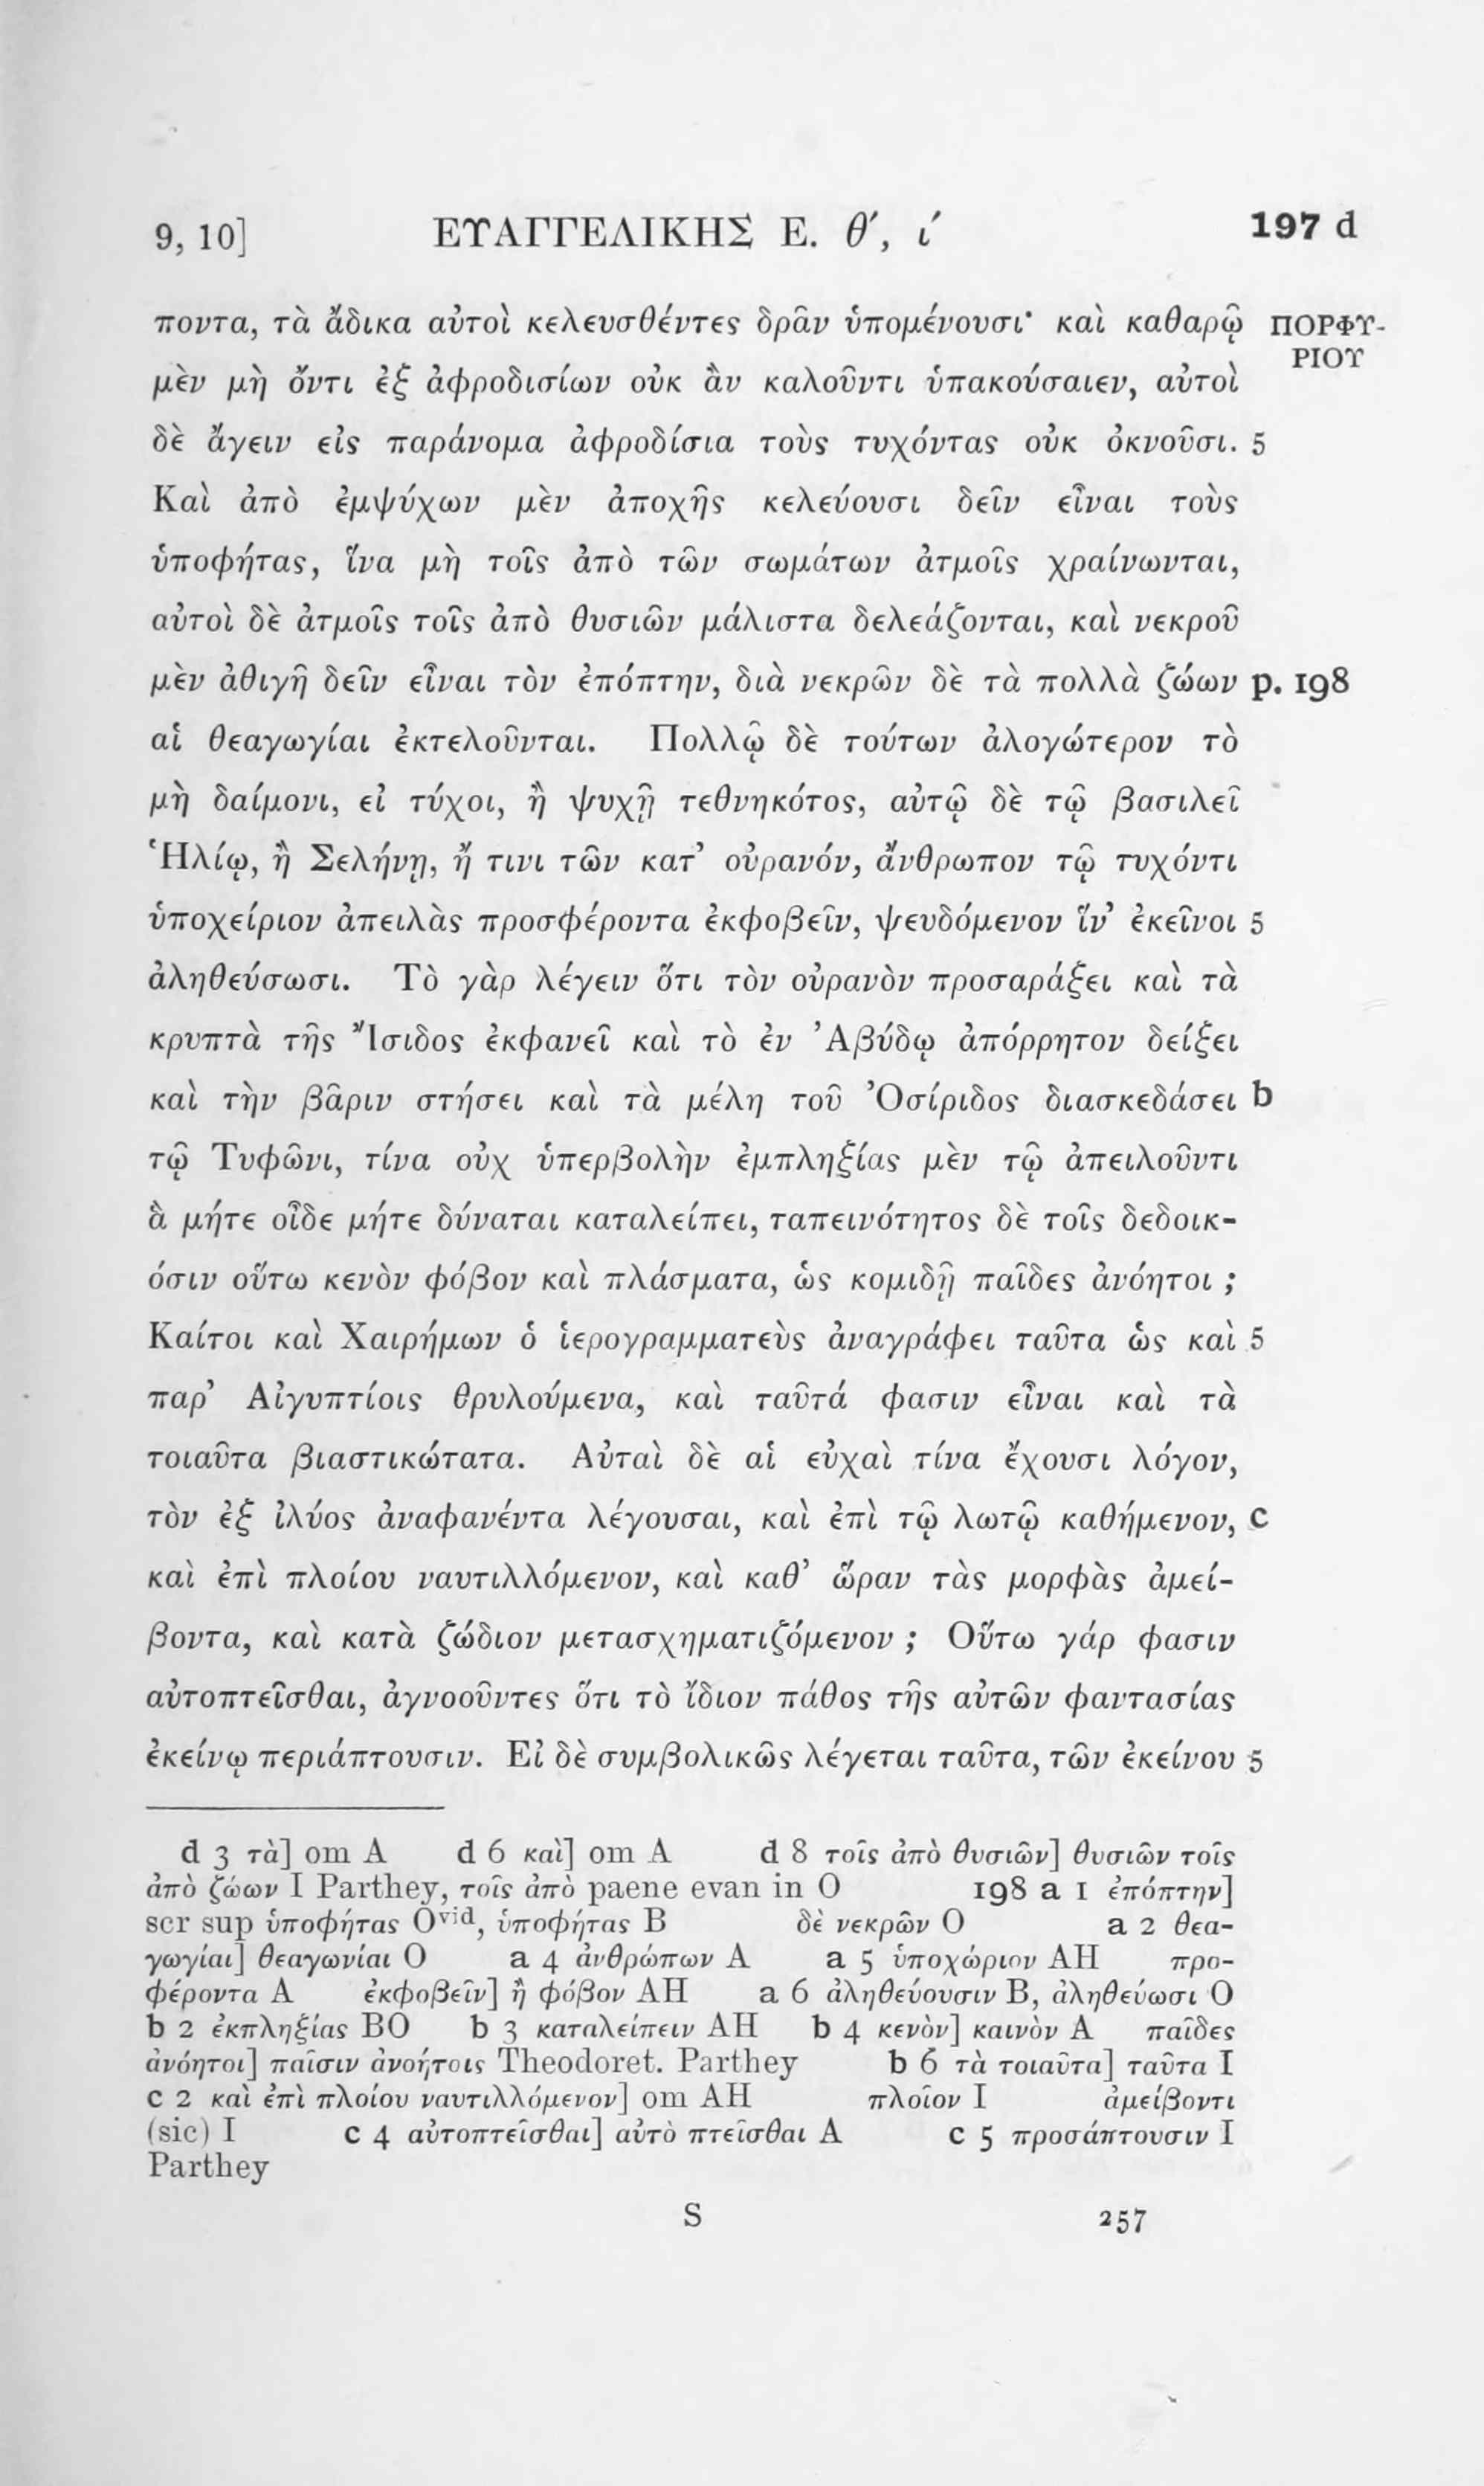 9, 10] ΕΥΑΓΓΕΛΙΚΗΣ Ε. θ′, ι′ 197 d
ποντα, τὰ ἄδικα αὐτοὶ κελευσθέντες δρᾶν ὑπομένουσι· καὶ καθαρῷ ΠΟΡΦΥ-
ΡΙΟΥ
μὲν μὴ ὄντι ἐξ ἀφροδισίων οὐκ ἂν καλοῦντι ὑπακούσαιεν, αὐτοὶ
δὲ ἄγειν εἰς παράνομα ἀφροδίσια τοὺς τυχόντας οὐκ ὀκνοῦσι. 5
Καὶ ἀπὸ ἐμψύχων μὲν ἀποχῆς κελεύουσι δεῖν εἶναι τοὺς
ὑποφήτας, ἵνα μὴ τοῖς ἀπὸ τῶν σωμάτων ἀτμοῖς χραίνωνται,
αὐτοὶ δὲ ἀτμοῖς τοῖς ἀπὸ θυσιῶν μάλιστα δελεάζονται, καὶ νεκροῦ
μὲν ἀθιγῆ δεῖν εἶναι τὸν ἐπόπτην, διὰ νεκρῶν δὲ τὰ πολλὰ ζώων p. 198
αἱ θεαγωγίαι ἐκτελοῦνται. Πολλῷ δὲ τούτων ἀλογώτερον τὸ
μὴ δαίμονι, εἰ τύχοι, ἢ ψυχῇ τεθνηκότος, αὐτῷ δὲ τῷ βασιλεῖ
Ἡλίῳ, ἢ Σελήνῃ, ἤ τινι τῶν κατ’ οὐρανόν, ἄνθρωπον τῷ τυχόντι
ὑποχείριον ἀπειλὰς προσφέροντα ἐκφοβεῖν, ψευδόμενον ἵν’ ἐκεῖνοι 5
ἀληθεύσωσι. Τὸ γὰρ λέγειν ὅτι τὸν οὐρανὸν προσαράξει καὶ τὰ
κρυπτὰ τῆς Ἴσιδος ἐκφανεῖ καὶ τὸ ἐν Ἀβύδῳ ἀπόρρητον δείξει
καὶ τὴν βᾶριν στήσει καὶ τὰ μέλη τοῦ Ὀσίριδος διασκεδάσει b
τῷ Τυφῶνι, τίνα οὐχ ὑπερβολὴν ἐμπληξίας μὲν τῷ ἀπειλοῦντι
ἃ μήτε οἶδε μήτε δύναται καταλείπει, ταπεινότητος δὲ τοῖς δεδοικ-
όσιν οὕτω κενὸν φόβον καὶ πλάσματα, ὡς κομιδῇ παῖδες ἀνόητοι ;
Καίτοι καὶ Χαιρήμων ὁ ἱερογραμματεὺς ἀναγράφει ταῦτα ὡς καὶ 5
παρ’ Αἰγυπτίοις θρυλούμενα, καὶ ταῦτά φασιν εἶναι καὶ τὰ
τοιαῦτα βιαστικώτατα. Αὐταὶ δὲ αἱ εὐχαὶ τίνα ἔχουσι λόγον,
τὸν ἐξ ἰλύος ἀναφανέντα λέγουσαι, καὶ ἐπὶ τῷ λωτῷ καθήμενον, c
καὶ ἐπὶ πλοίου ναυτιλλόμενον, καὶ καθ’ ὥραν τὰς μορφὰς ἀμεί-
βοντα, καὶ κατὰ ζώδιον μετασχηματιζόμενον ; Οὕτω γάρ φασιν
αὐτοπτεῖσθαι, ἀγνοοῦντες ὅτι τὸ ἴδιον πάθος τῆς αὐτῶν φαντασίας
ἐκείνῳ περιάπτουσιν. Εἰ δὲ συμβολικῶς λέγεται ταῦτα, τῶν ἐκείνου 5
d 3 τὰ] om A d 6 καὶ] om A d 8 τοῖς ἀπὸ θυσιῶν] θυσιῶν τοῖς
ἀπὸ ζώων I Parthey, τοῖς ἀπὸ paene evan in O 198 a 1 ἐπόπτην]
scr sup ὑποφήτας Ovid, ὑποφήτας B δὲ νεκρῶν O a 2 θεα-
γωγίαι] θεαγωνίαι O a 4 ἀνθρώπων A a 5 ὑποχώριον AH προ-
φέροντα A ἐκφοβεῖν] ἢ φόβον AH a 6 ἀληθεύουσιν B, ἀληθεύωσι O
b 2 ἐκπληξίας BO b 3 καταλείπειν AH b 4 κενὸν] καινὸν A παῖδες
ἀνόητοι] παῖσιν ἀνοήτοις Theodoret. Parthey b 6 τὰ τοιαῦτα] ταῦτα I
c 2 καὶ ἐπὶ πλοίου ναυτιλλόμενον] om AH πλοῖον I ἀμείβοντι
(sic) I c 4 αὐτοπτεῖσθαι] αὐτὸ πτεῖσθαι A c 5 προσάπτουσιν I
Parthey
S 257